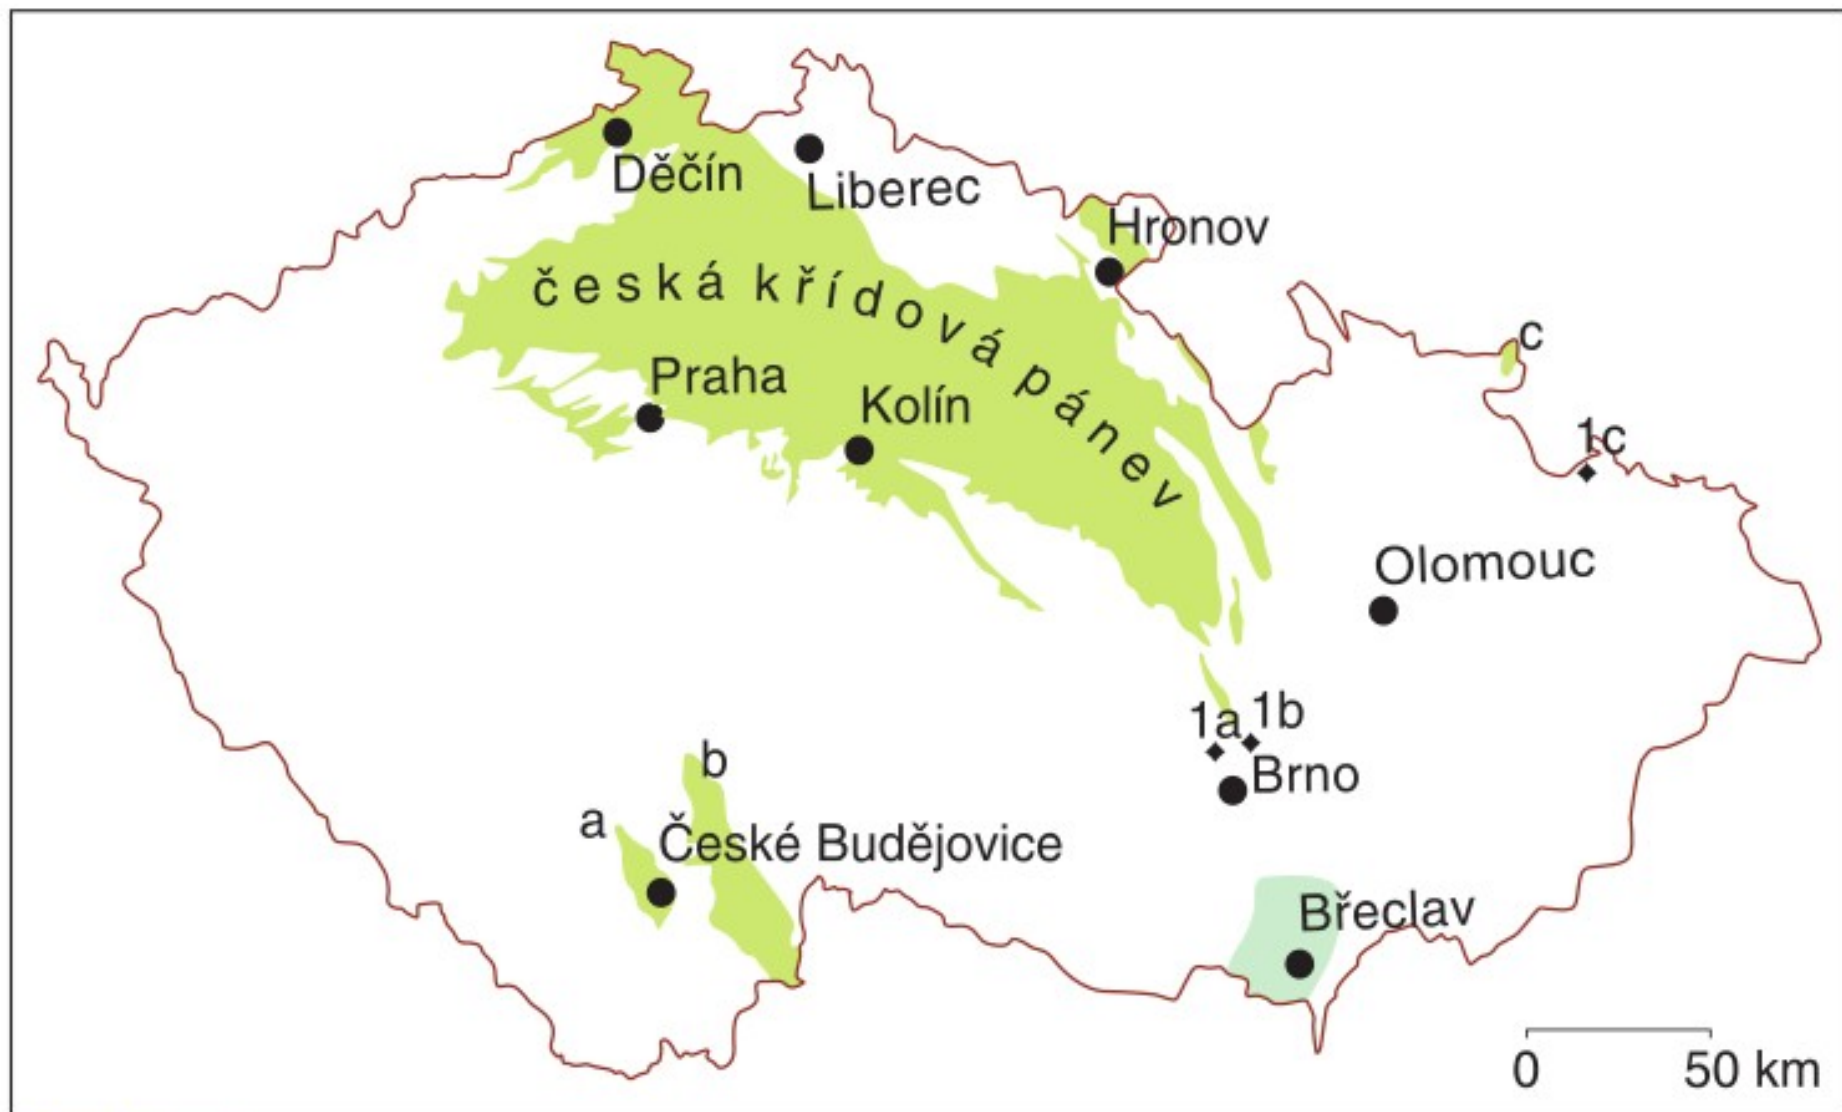 Děčín
Liberec
Hronov
česká křídová pánev
c
Praha
Kolín
1c
Olomouc
1a
1b
Brno
b
a
České Budějovice
Břeclav
0 50 km